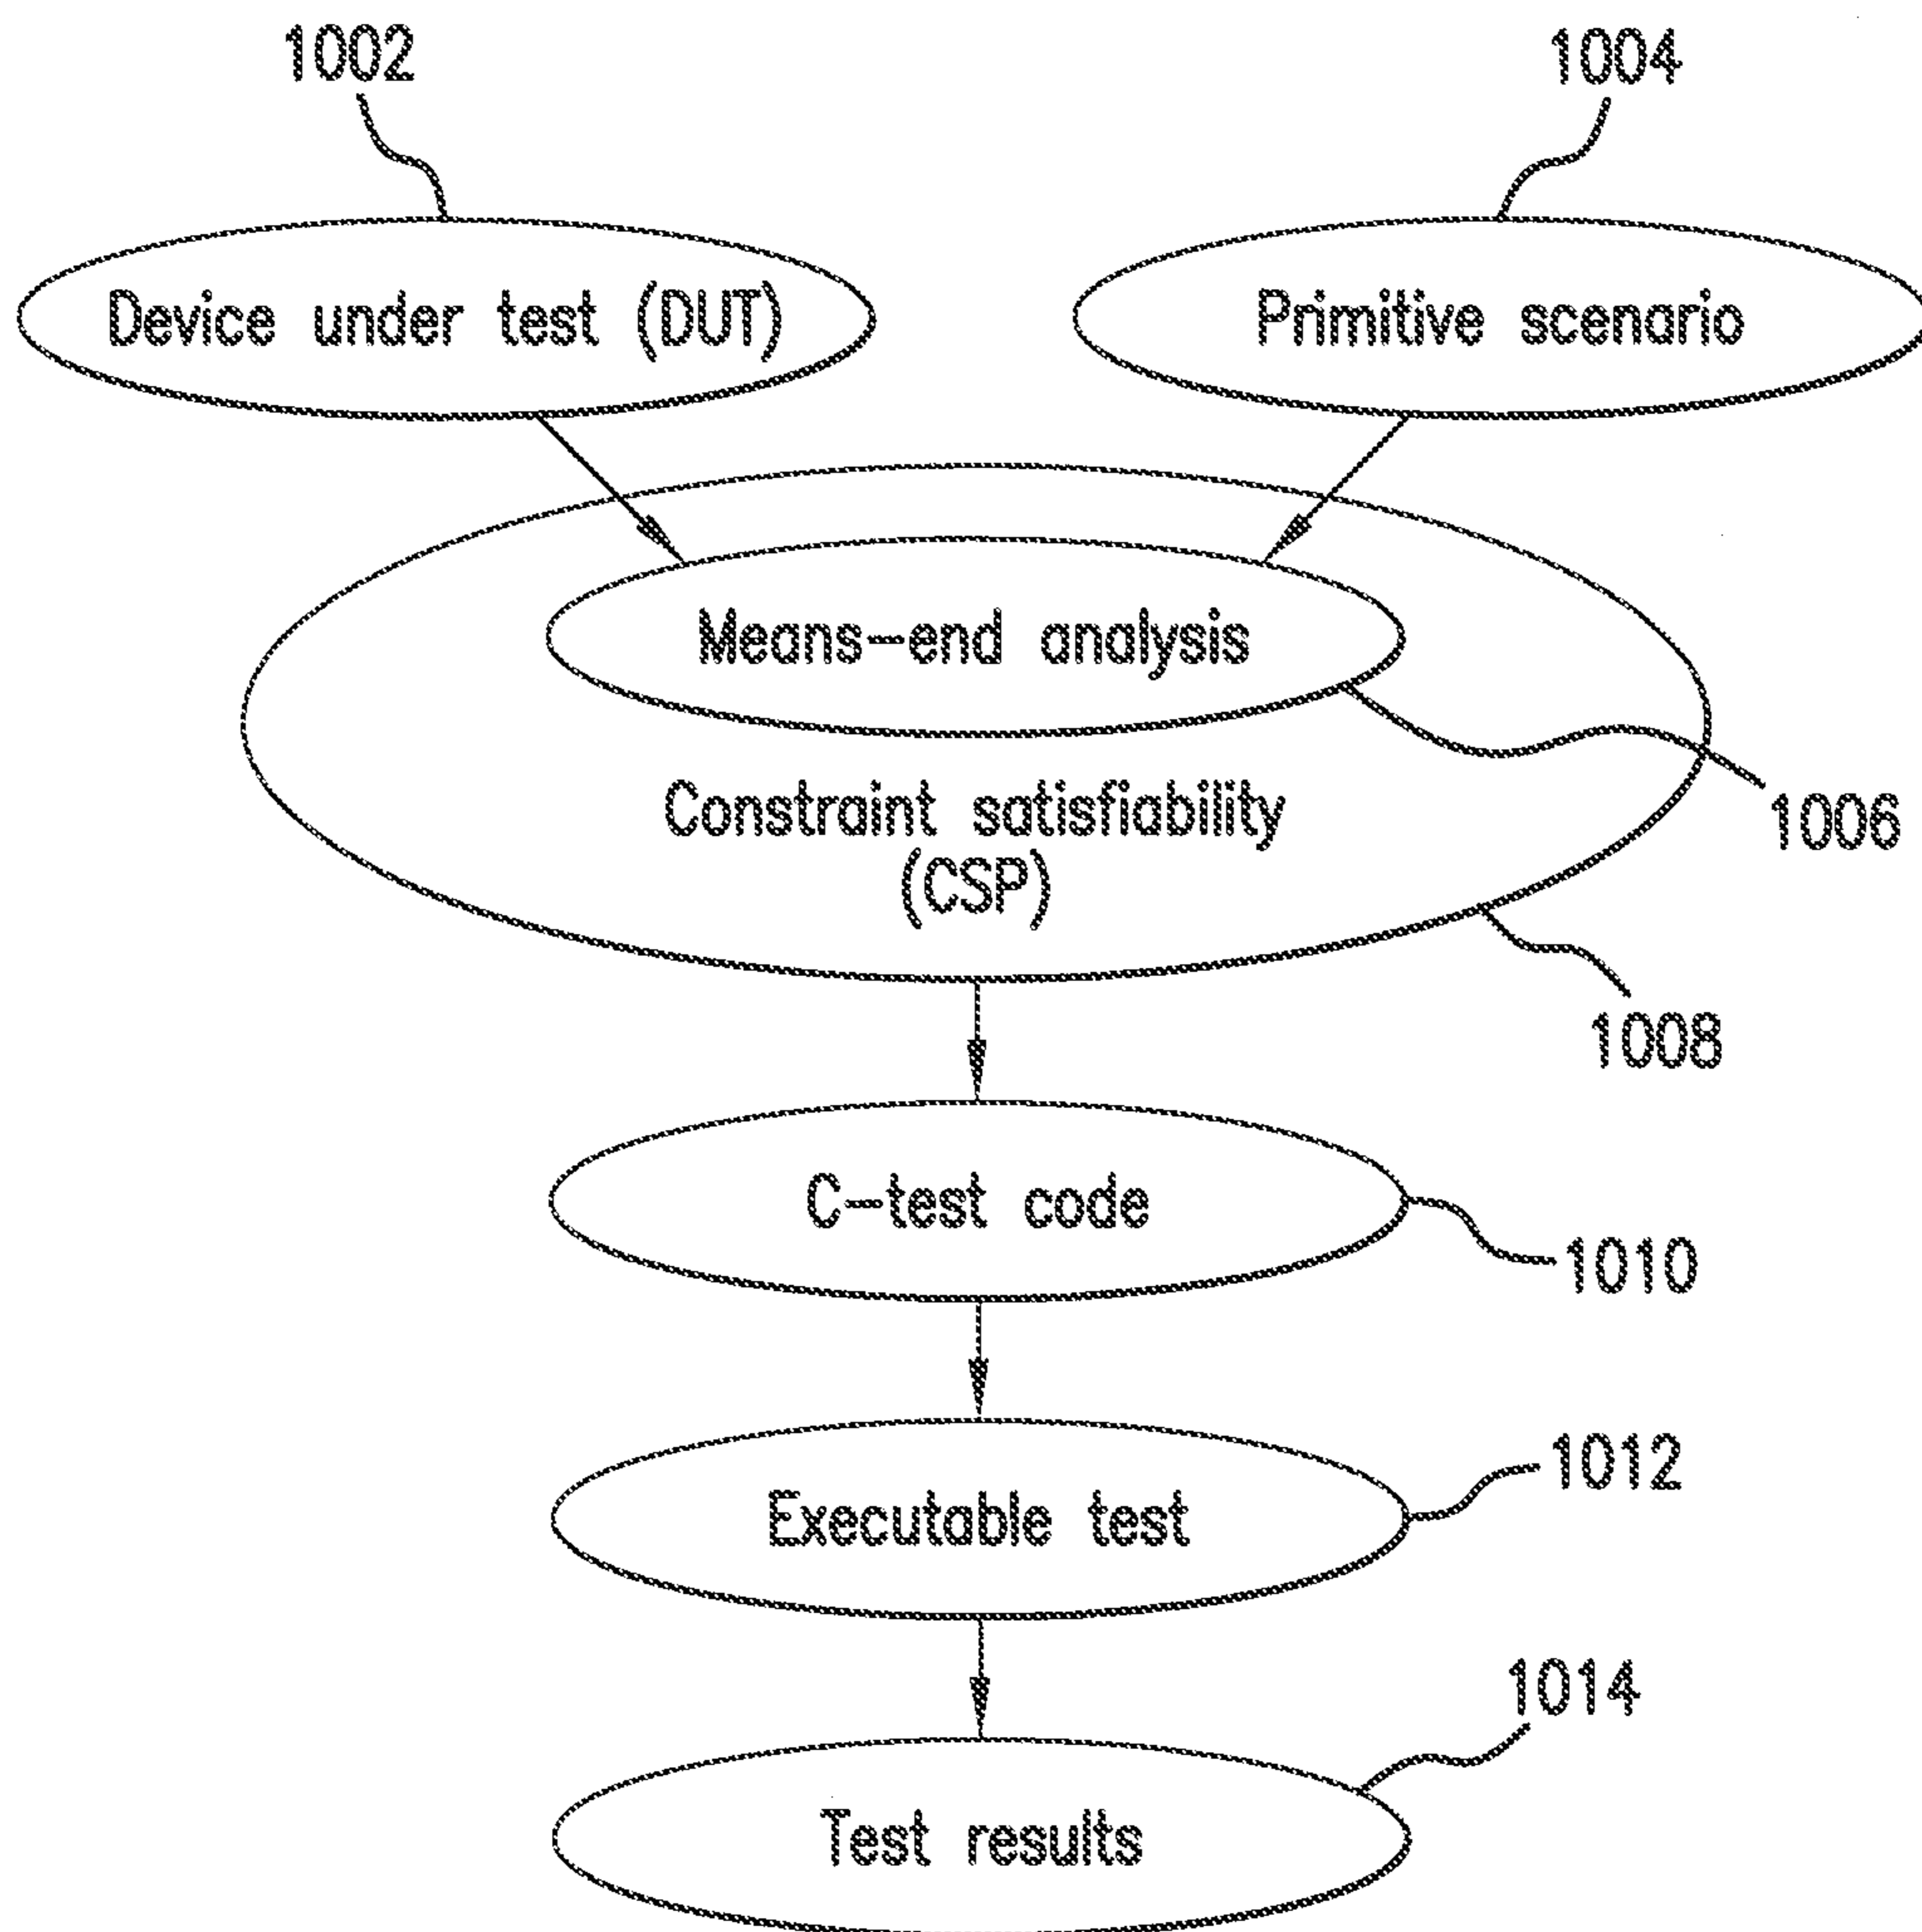 1002
1004
Device under test (DUT)
Primitive scenario
Means-end analysis
Constraint satisfiability
(CSP)
1006
1008
C-test code
1010
1012
Executable test
1014
Test results